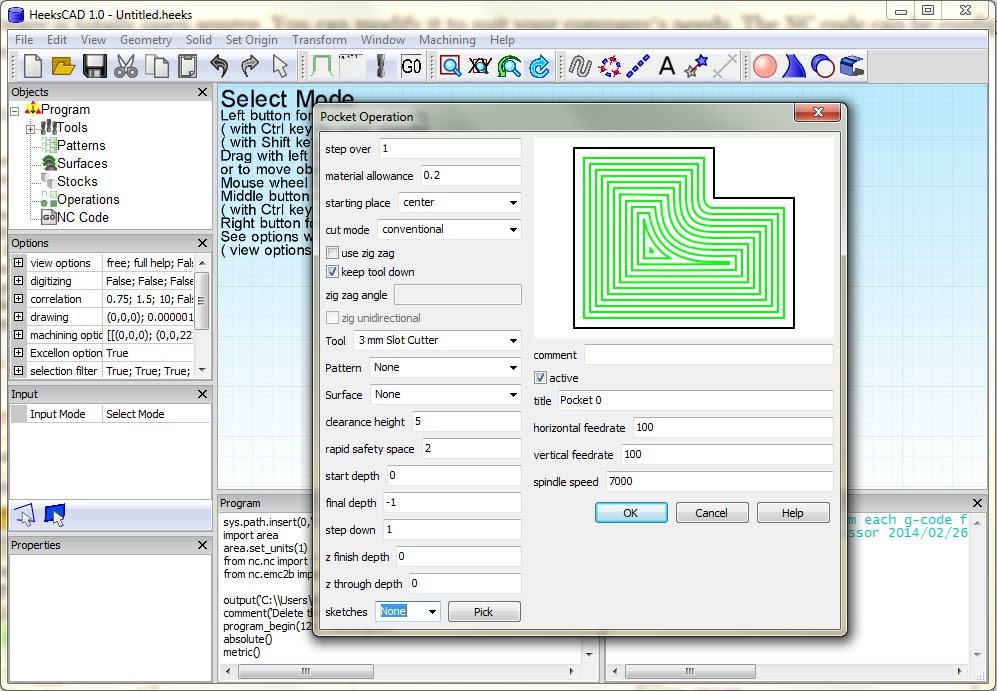 HeeksCAD 1.0 - Untitled.heeks
File Edit View Geometry Solid Set Origin Transform Window Machining Help
G0
A
Objects
Program
Tools
Patterns
Surfaces
Stocks
Operations
G0 NC Code
Options
view options free; full help; Fal
digitizing False; False; Fals
correlation 0.75; 1.5; 10; Fal
drawing (0,0,0); 0.000001
machining optio [[(0,0,0); (0,0,22
Excellon option True
selection filter True; True; True;
Input
Input Mode Select Mode
Properties
Select Mode
Left button for
( with Ctrl key
( with Shift ke
Drag with left
or to move ob
Mouse wheel
Middle button
( with Ctrl key
Right button fo
See options w
( view options
Pocket Operation
step over 1
material allowance 0.2
starting place center
cut mode conventional
use zig zag
keep tool down
zig zag angle
zig unidirectional
Tool 3 mm Slot Cutter
Pattern None
Surface None
clearance height 5
rapid safety space 2
start depth 0
final depth -1
step down 1
z finish depth 0
z through depth 0
sketches None Pick
comment
active
title Pocket 0
horizontal feedrate 100
vertical feedrate 100
spindle speed 7000
OK Cancel Help
Program
sys.path.insert(0,'
import area
area.set_units(1)
from nc.nc import
from nc.emc2b imp
output('C:\\Users\
comment('Delete th
program_begin(12
absolute()
metric()
m each g-code f
ssor 2014/02/26